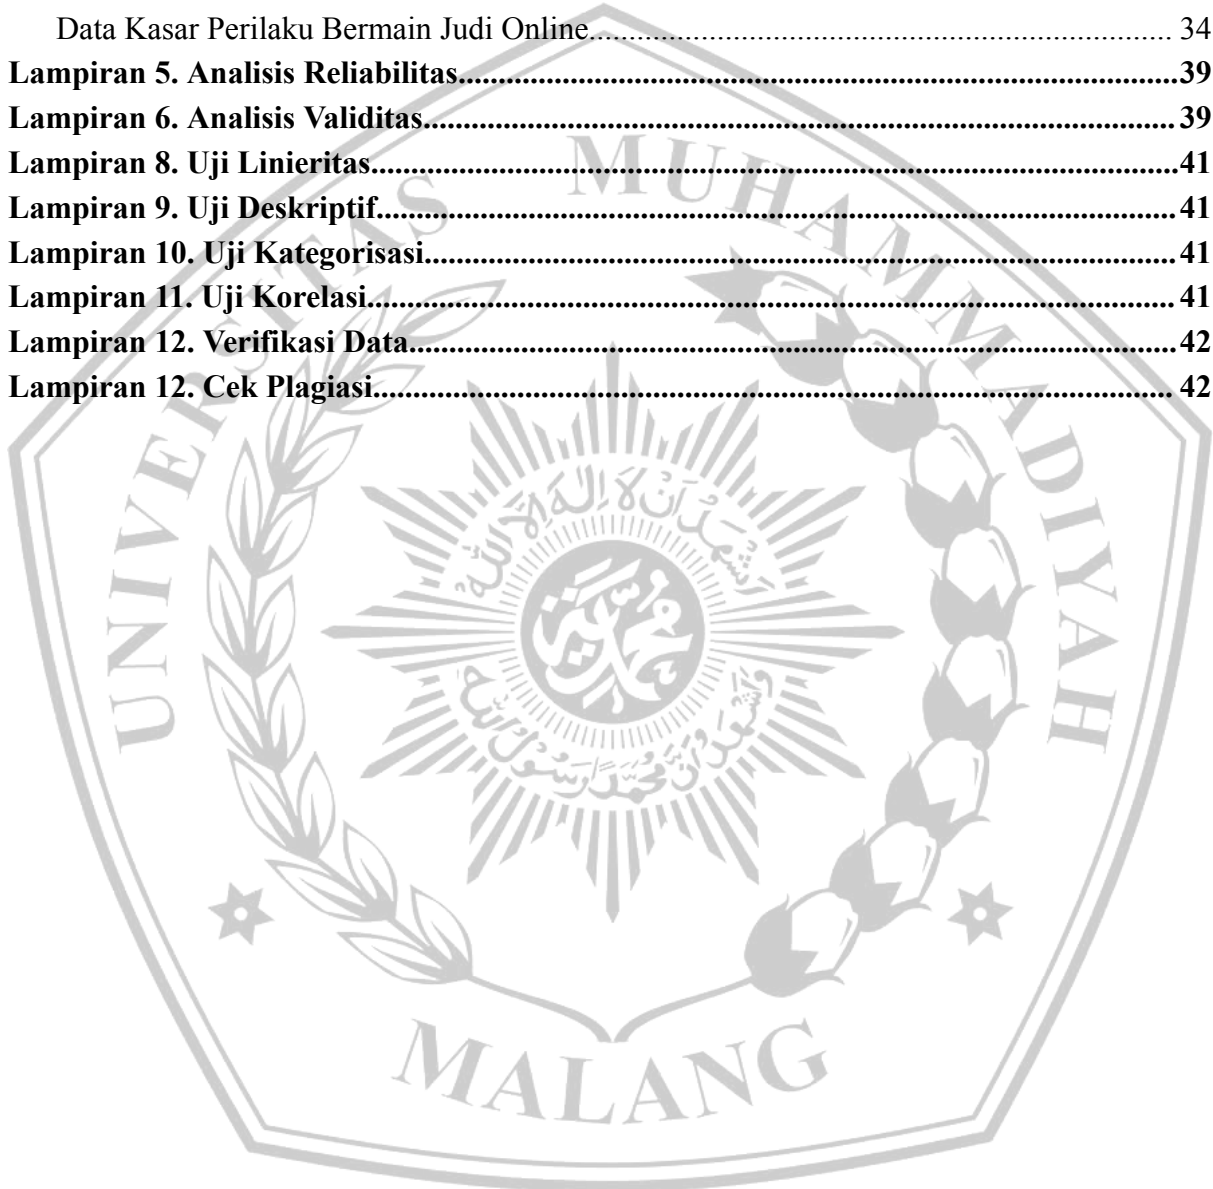 Data Kasar Perilaku Bermain Judi Online.......................................................................... 34
Lampiran 5. Analisis Reliabilitas...........................................................................................39
Lampiran 6. Analisis Validitas............................................................................................... 39
Lampiran 8. Uji Linieritas......................................................................................................41
Lampiran 9. Uji Deskriptif..................................................................................................... 41
Lampiran 10. Uji Kategorisasi............................................................................................... 41
Lampiran 11. Uji Korelasi...................................................................................................... 41
Lampiran 12. Verifikasi Data................................................................................................. 42
Lampiran 12. Cek Plagiasi..................................................................................................... 42
UNIVERSITAS MUHAMMADIYAH
MALANG